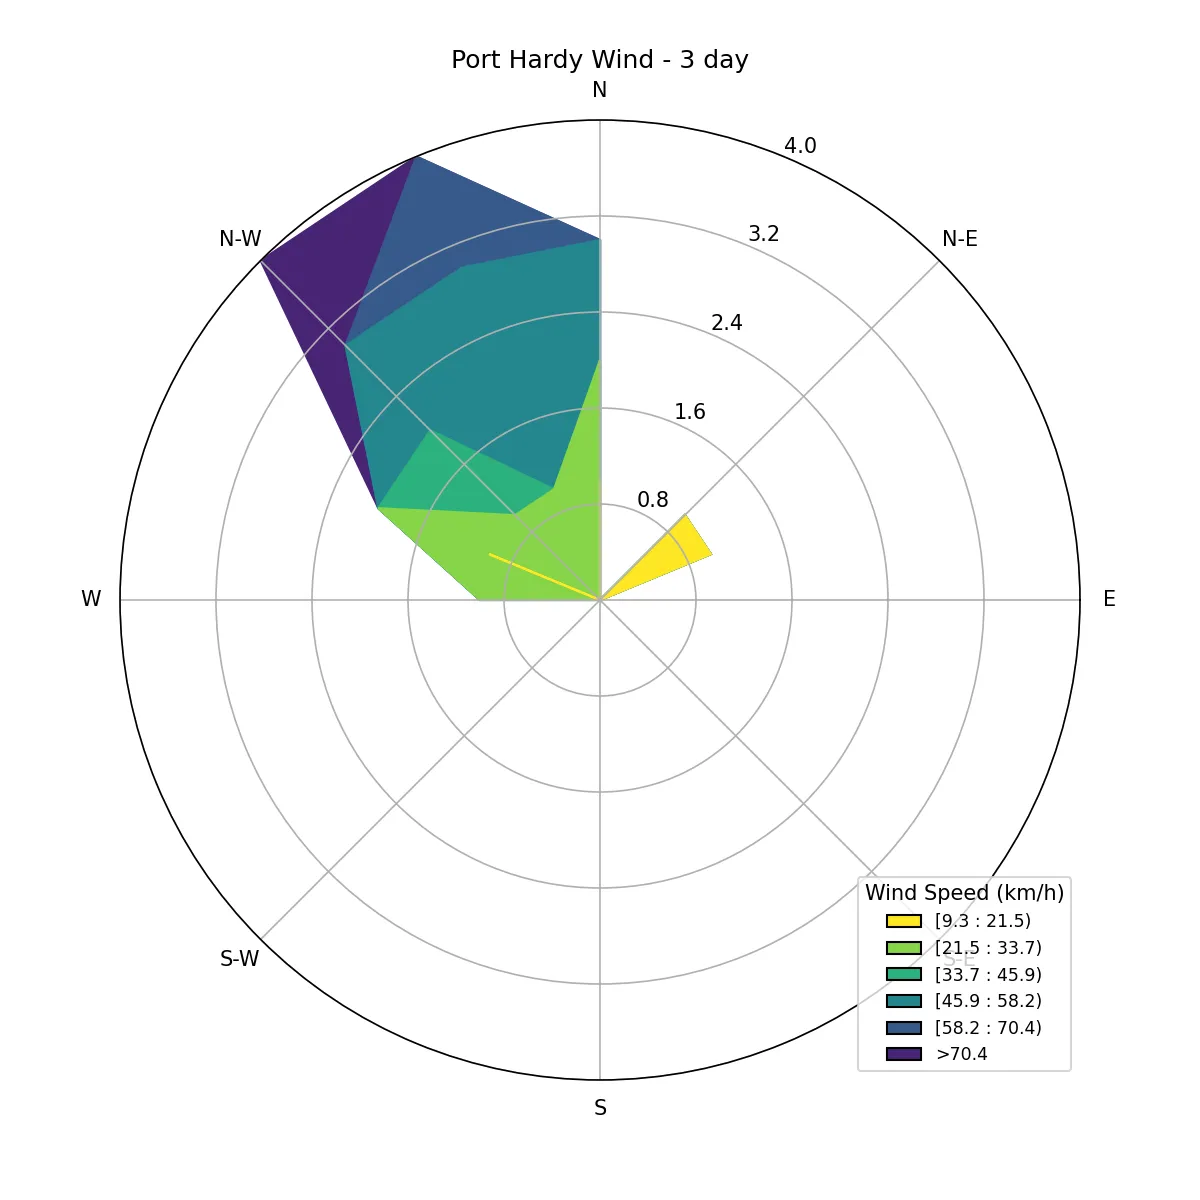 Port Hardy Wind - 3 day
N
4.0
3.2
N-W
N-E
2.4
1.6
0.8
W
E
Wind Speed (km/h)
[9.3 : 21.5)
[21.5 : 33.7)
S-W
S-E
[33.7 : 45.9)
[45.9 : 58.2)
[58.2 : 70.4)
>70.4
S